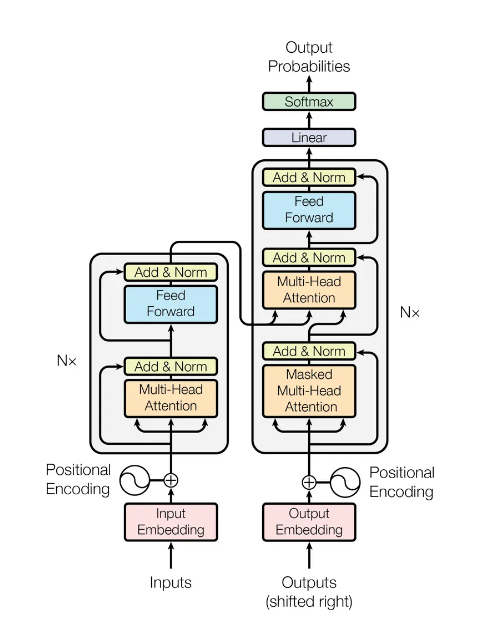 Output
Probabilities
Softmax
Linear
Add & Norm
Feed
Forward
Add & Norm
Multi-Head
Attention
Add & Norm
Masked
Multi-Head
Attention
N×
Add & Norm
Feed
Forward
Add & Norm
Multi-Head
Attention
N×
Positional
Encoding
Positional
Encoding
Input
Embedding
Output
Embedding
Inputs
Outputs
(shifted right)